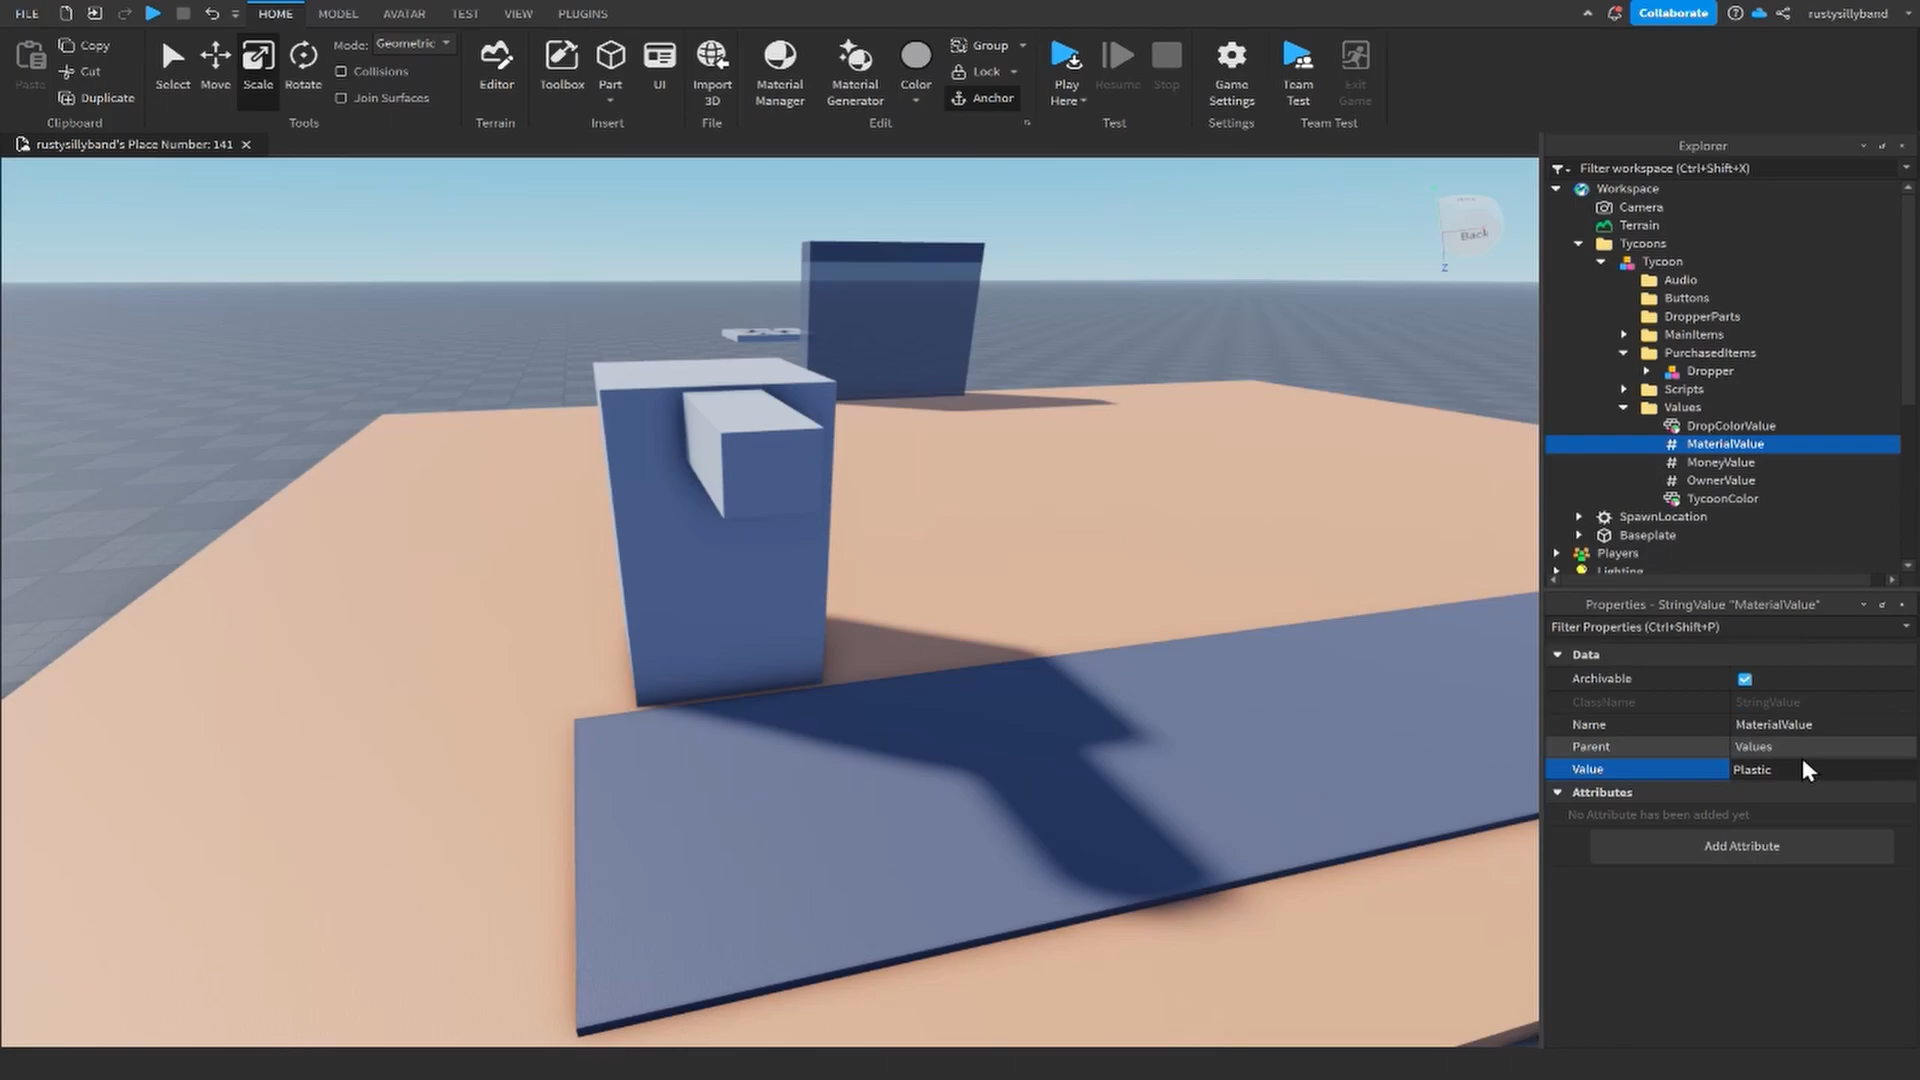 FILE
HOME
MODEL
AVATAR
TEST
VIEW
PLUGINS
Collaborate
rustysillyband
Paste
Copy
Cut
Duplicate
Clipboard
Select
Move
Scale
Rotate
Mode: Geometric
Collisions
Join Surfaces
Tools
Editor
Terrain
Toolbox
Part
UI
Insert
Import
3D
File
Material
Manager
Material
Generator
Color
Group
Lock
Anchor
Edit
Play
Here
Resume
Stop
Test
Game
Settings
Settings
Team
Test
Exit
Game
Team Test
rustysillyband's Place Number: 141
Back
Z
Explorer
Filter workspace (Ctrl+Shift+X)
Workspace
Camera
Terrain
Tycoons
Tycoon
Audio
Buttons
DropperParts
MainItems
PurchasedItems
Dropper
Scripts
Values
DropColorValue
# MaterialValue
# MoneyValue
# OwnerValue
TycoonColor
SpawnLocation
Baseplate
Players
Lighting
Properties - StringValue "MaterialValue"
Filter Properties (Ctrl+Shift+P)
Data
Archivable
ClassName StringValue
Name MaterialValue
Parent Values
Value Plastic
Attributes
No Attribute has been added yet
Add Attribute